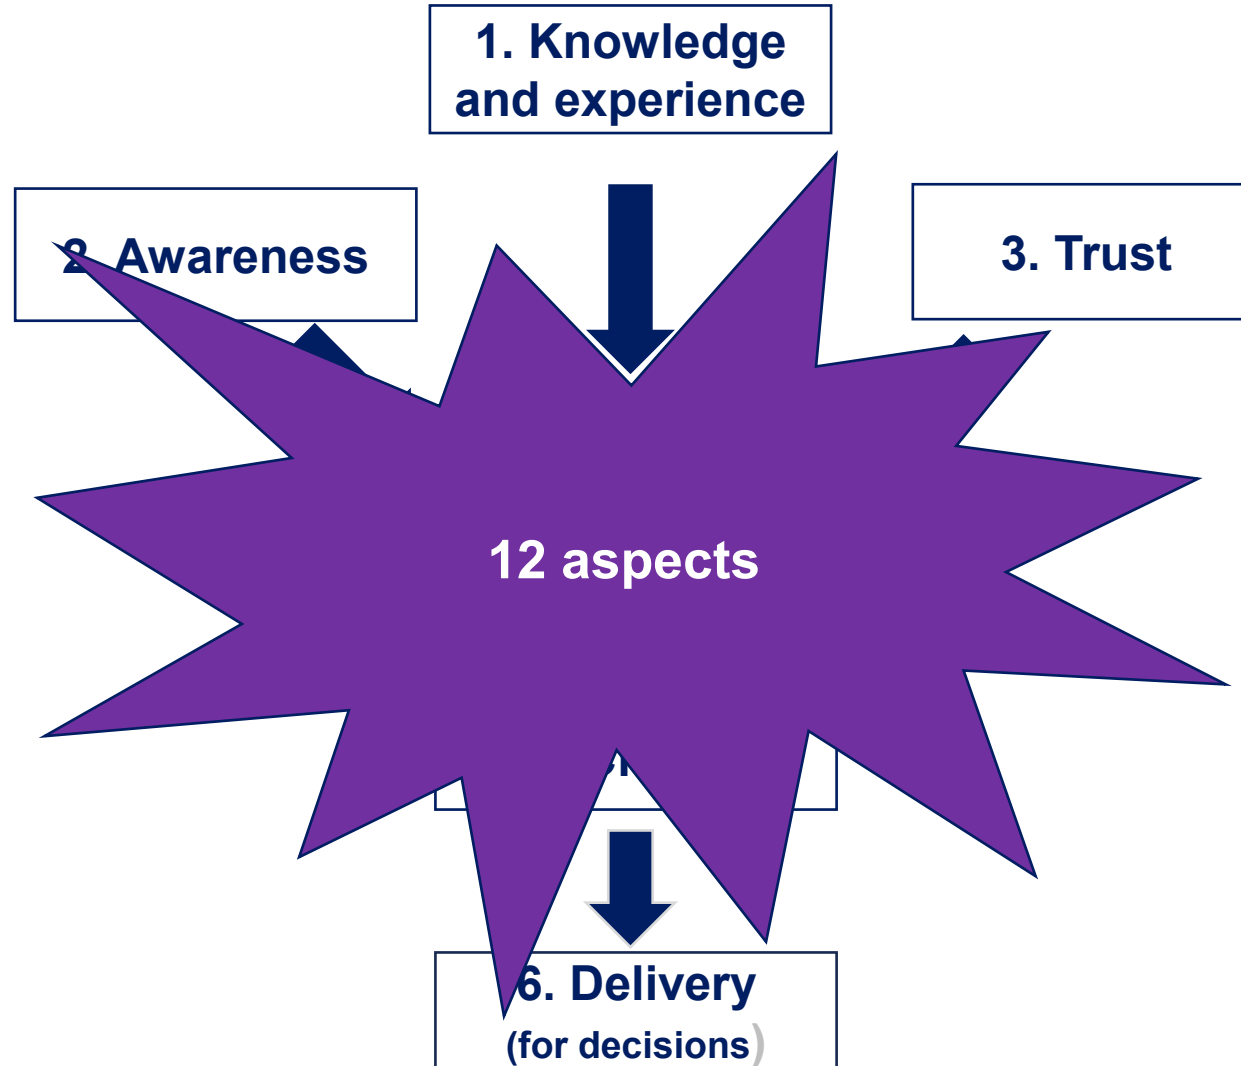 1. Knowledge
and experience
2. Awareness
3. Trust
12 aspects
6. Delivery
(for decisions)